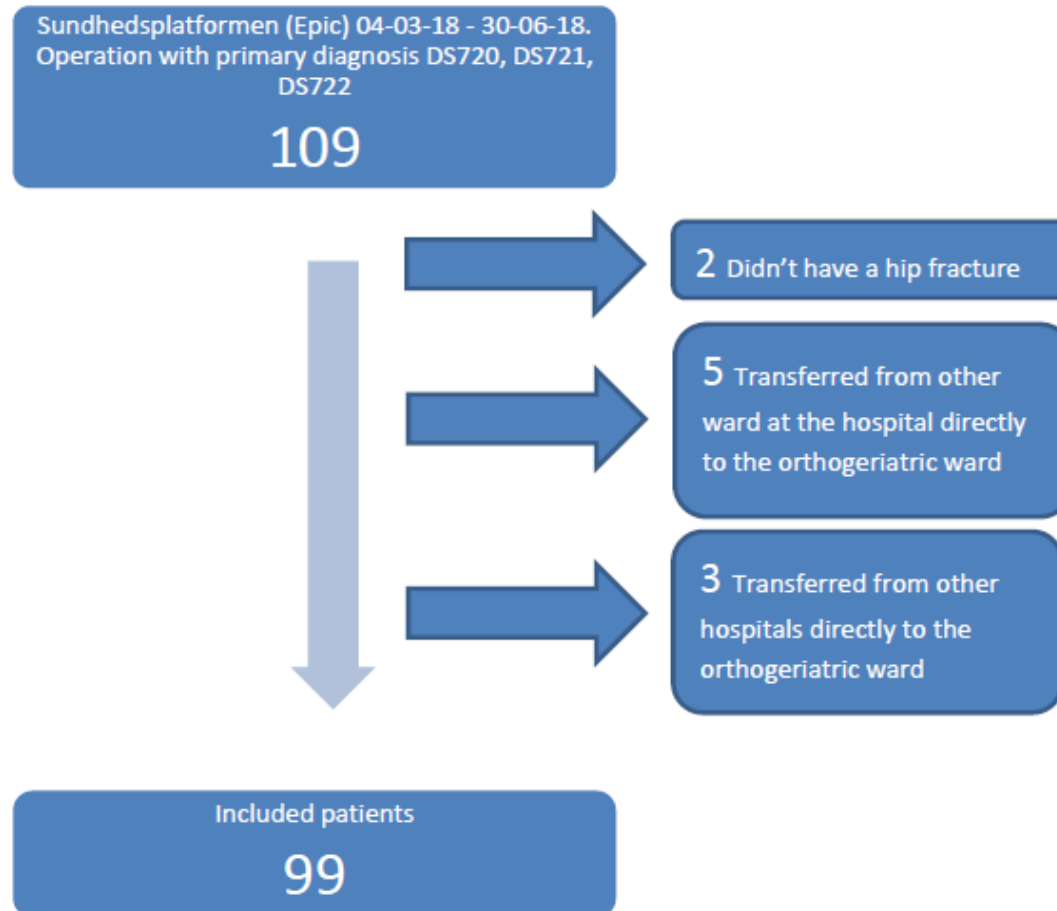 Sundhedsplatformen (Epic) 04-03-18 - 30-06-18.
Operation with primary diagnosis DS720, DS721,
DS722
109
2 Didn't have a hip fracture
5 Transferred from other
ward at the hospital directly
to the orthogeriatric ward
3 Transferred from other
hospitals directly to the
orthogeriatric ward
Included patients
99